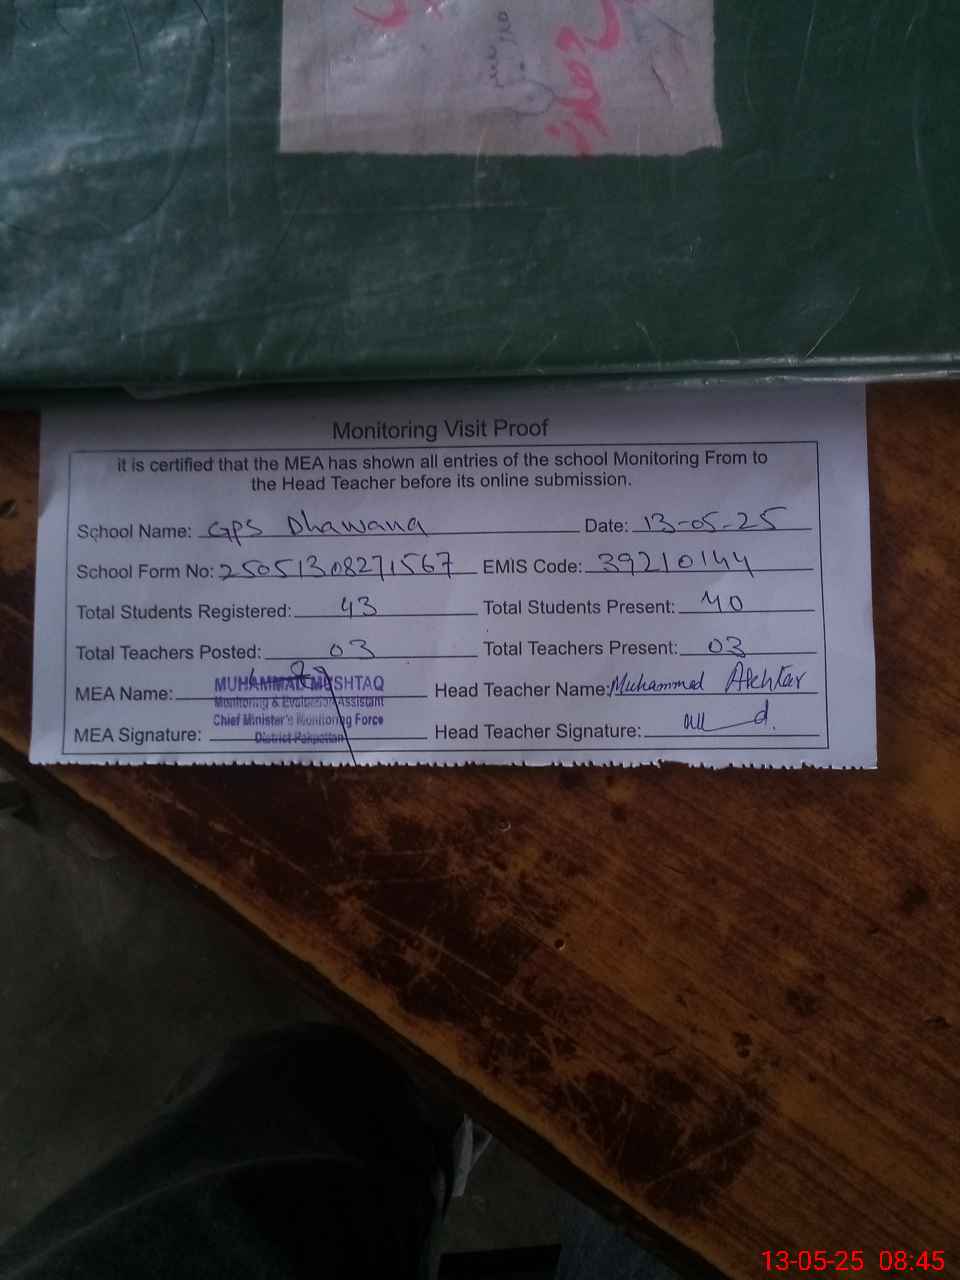 Monitoring Visit Proof
it is certified that the MEA has shown all entries of the school Monitoring From to
the Head Teacher before its online submission.
School Name: GPS Dhawana Date: 13-05-25
School Form No: 25051308271567 EMIS Code: 39210144
Total Students Registered: 43 Total Students Present: 40
Total Teachers Posted: 03 Total Teachers Present: 03
MEA Name: MUHAMMAD MUSHTAQ Head Teacher Name: Muhammad Akhtar
Monitoring & Evaluation Assistant
Chief Minister's Monitoring Force
MEA Signature: District Pakpattan Head Teacher Signature:
13-05-25 08:45